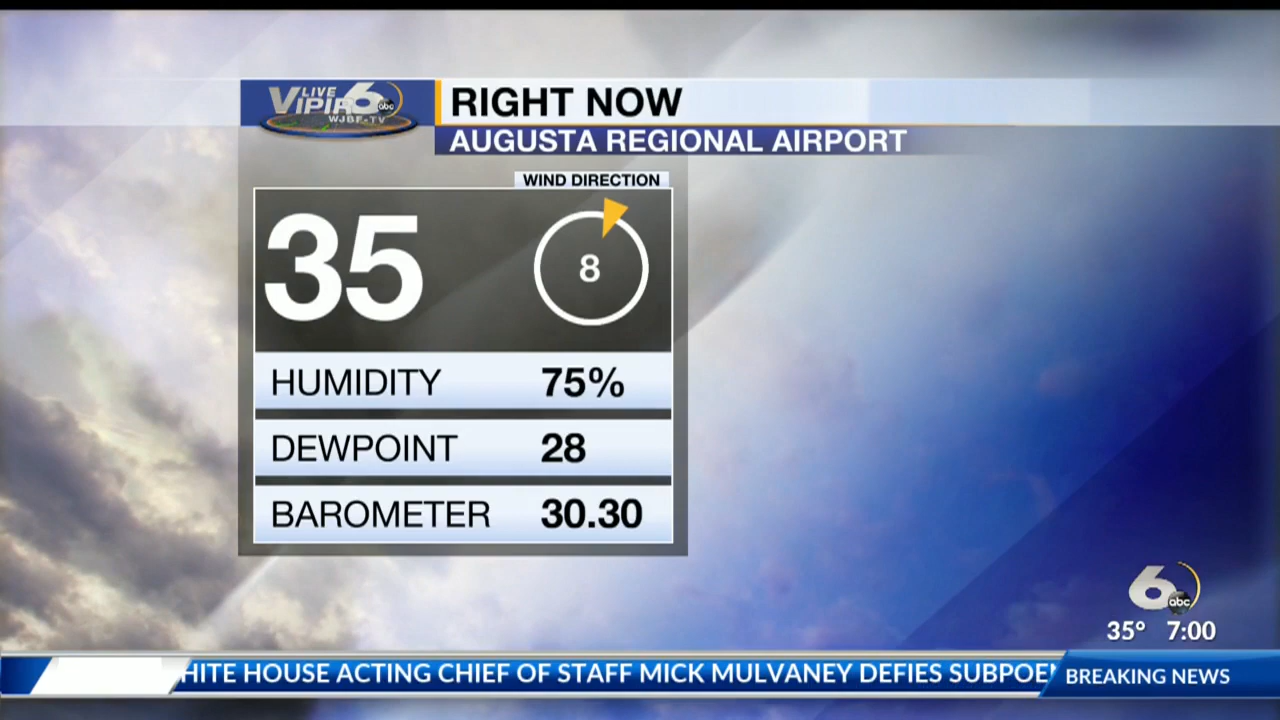 LIVE
VIPIR 6 abc
WJBF-TV
RIGHT NOW
AUGUSTA REGIONAL AIRPORT
WIND DIRECTION
35
8
HUMIDITY 75%
DEWPOINT 28
BAROMETER 30.30
6 abc
35° 7:00
HITE HOUSE ACTING CHIEF OF STAFF MICK MULVANEY DEFIES SUBPOE
BREAKING NEWS